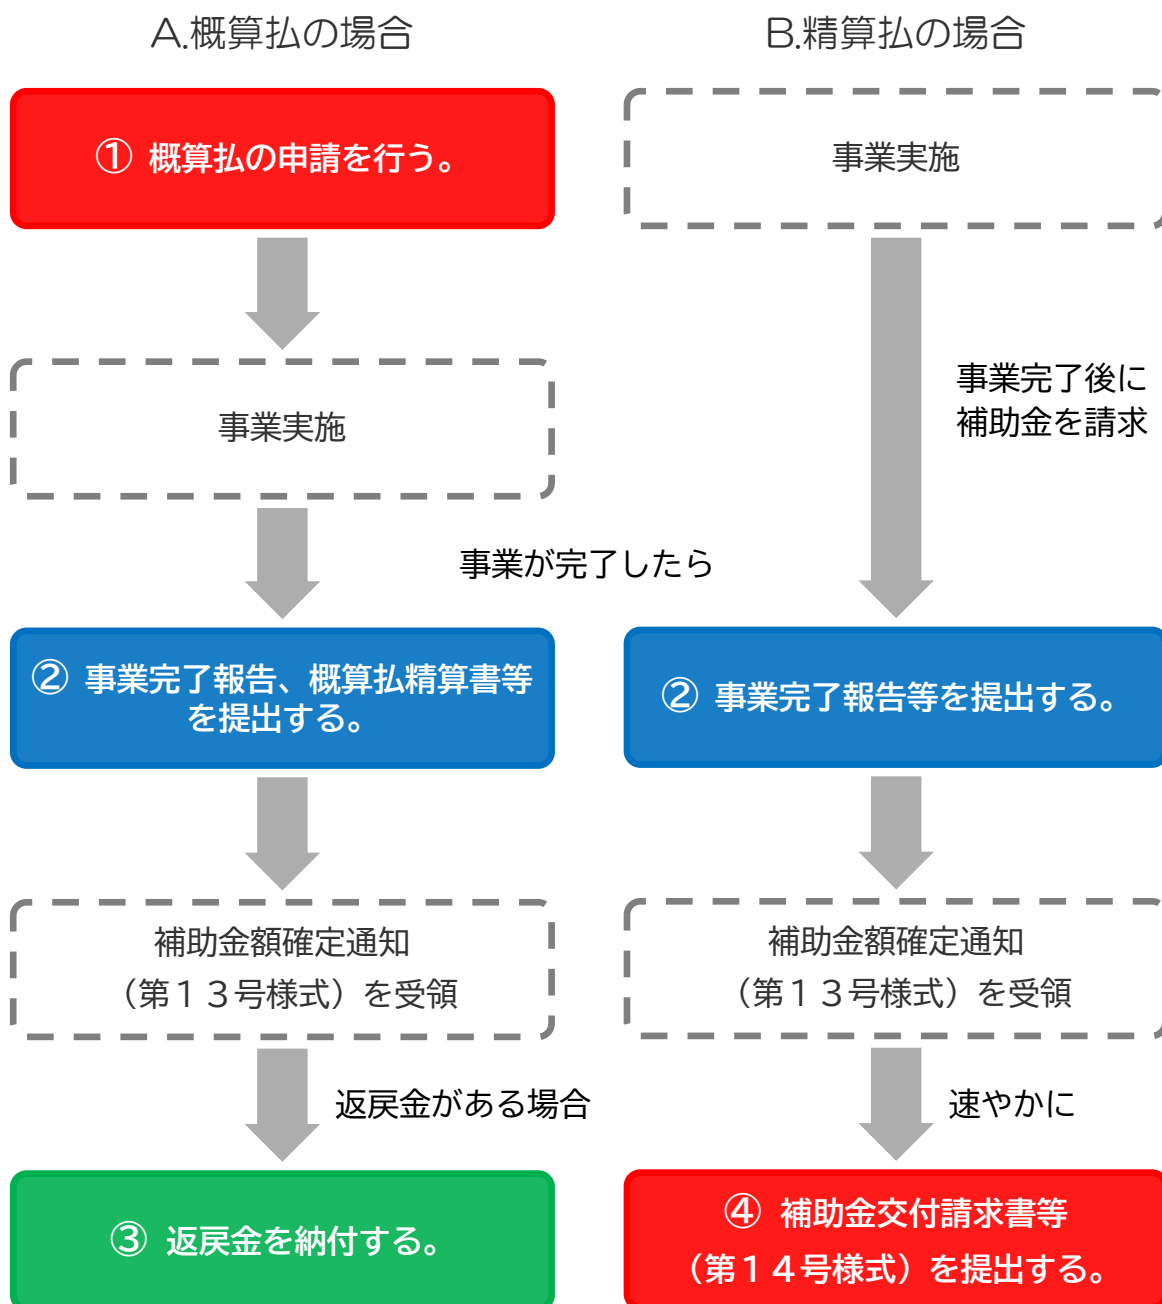 A.概算払の場合
① 概算払の申請を行う。
事業実施
事業が完了したら
② 事業完了報告、概算払精算書等
を提出する。
補助金額確定通知
（第１３号様式）を受領
返戻金がある場合
③ 返戻金を納付する。
B.精算払の場合
事業実施
事業完了後に
補助金を請求
② 事業完了報告等を提出する。
補助金額確定通知
（第１３号様式）を受領
速やかに
④ 補助金交付請求書等
（第１４号様式）を提出する。